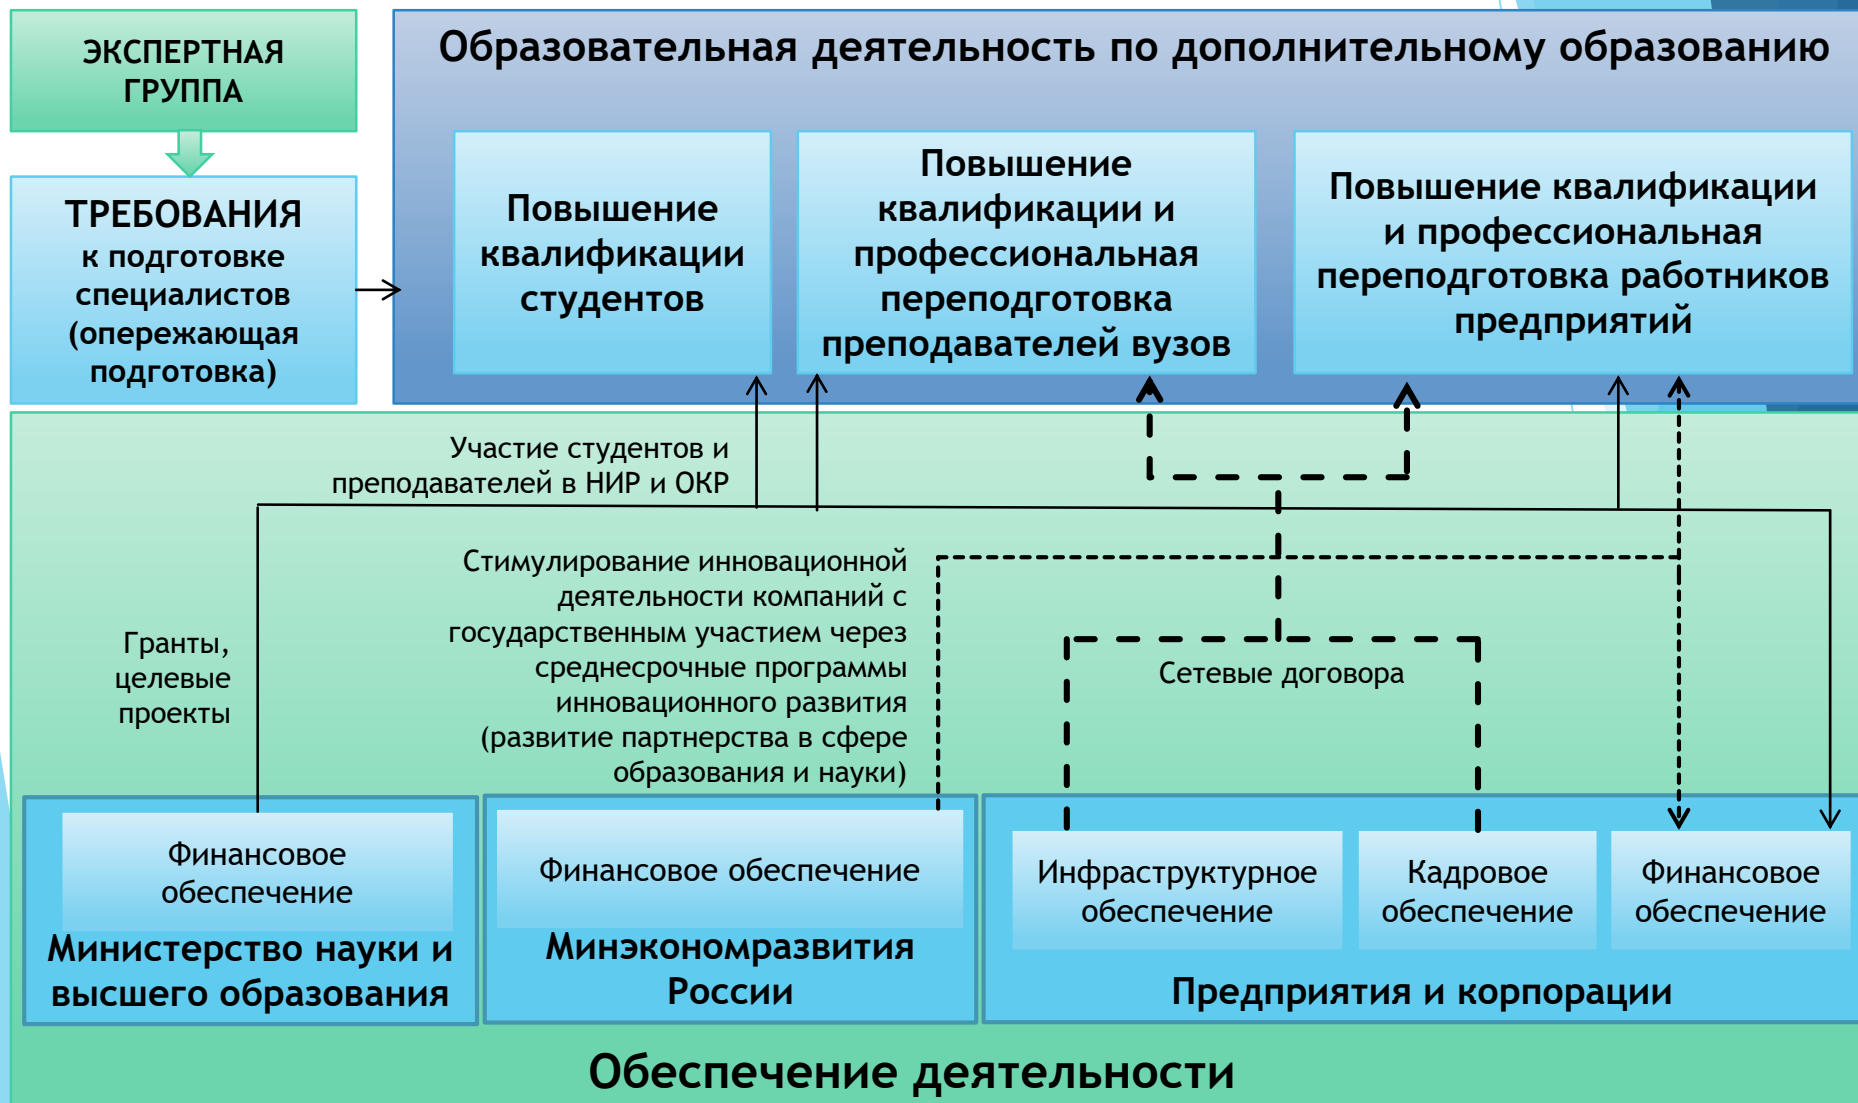 ЭКСПЕРТНАЯ
ГРУППА
ТРЕБОВАНИЯ
к подготовке
специалистов
(опережающая
подготовка)
Образовательная деятельность по дополнительному образованию
Повышение
квалификации
студентов
Повышение
квалификации и
профессиональная
переподготовка
преподавателей вузов
Повышение квалификации
и профессиональная
переподготовка работников
предприятий
Участие студентов и
преподавателей в НИР и ОКР
Гранты,
целевые
проекты
Стимулирование инновационной
деятельности компаний с
государственным участием через
среднесрочные программы
инновационного развития
(развитие партнерства в сфере
образования и науки)
Сетевые договора
Финансовое
обеспечение
Министерство науки и
высшего образования
Финансовое обеспечение
Минэкономразвития
России
Инфраструктурное
обеспечение
Кадровое
обеспечение
Финансовое
обеспечение
Предприятия и корпорации
Обеспечение деятельности